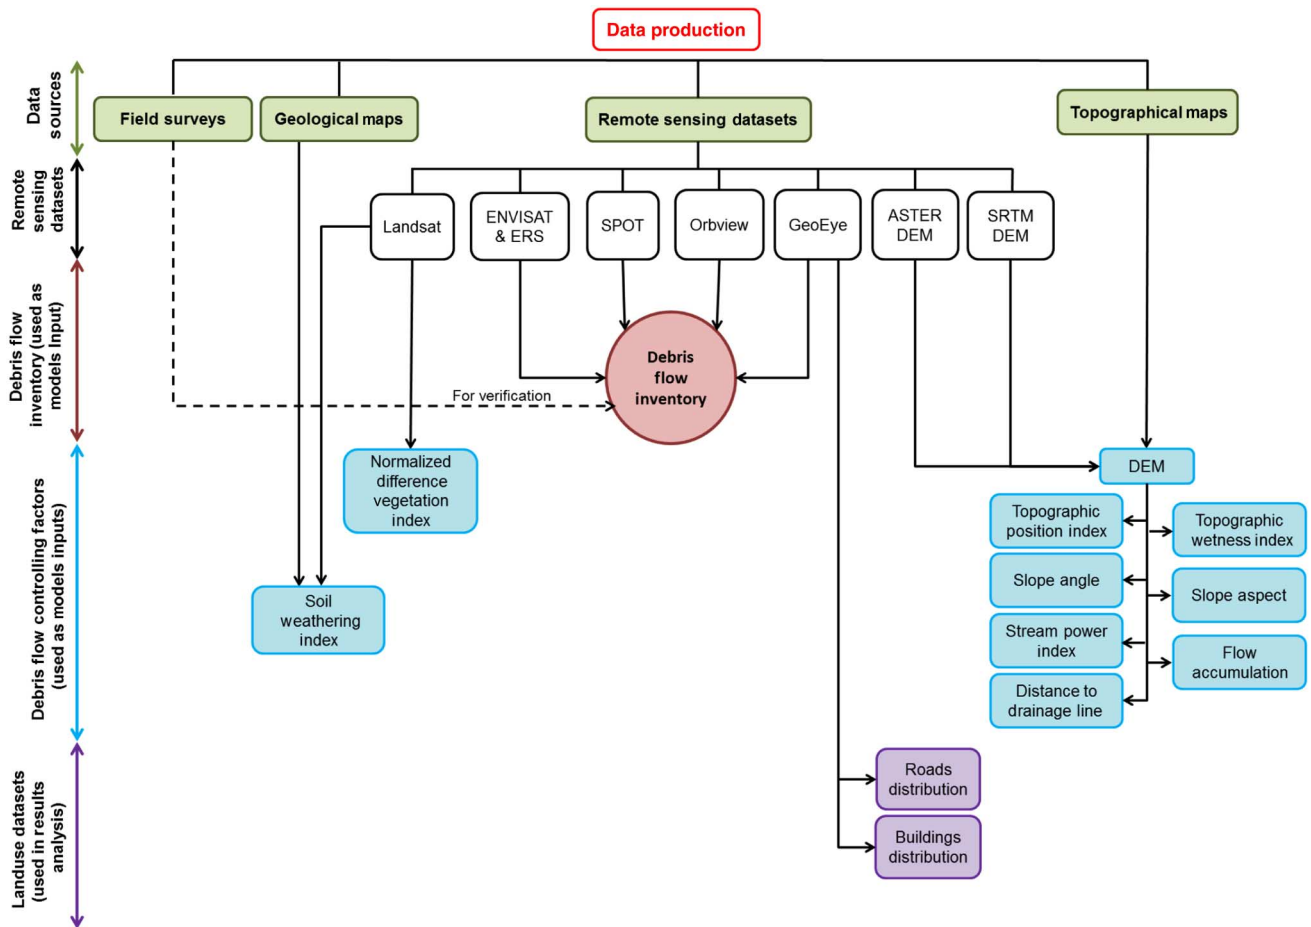 Data production
Data
sources
Field surveys
Geological maps
Remote sensing datasets
Topographical maps
Remote
sensing
datasets
Landsat
ENVISAT
& ERS
SPOT
Orbview
GeoEye
ASTER
DEM
SRTM
DEM
Debris flow
inventory (used as
models Input)
Debris
flow
inventory
For verification
Debris flow controlling factors
(used as models inputs)
Normalized
difference
vegetation
index
Soil
weathering
index
DEM
Topographic
position index
Topographic
wetness index
Slope angle
Slope aspect
Stream power
index
Flow
accumulation
Distance to
drainage line
Landuse datasets
(used in results
analysis)
Roads
distribution
Buildings
distribution